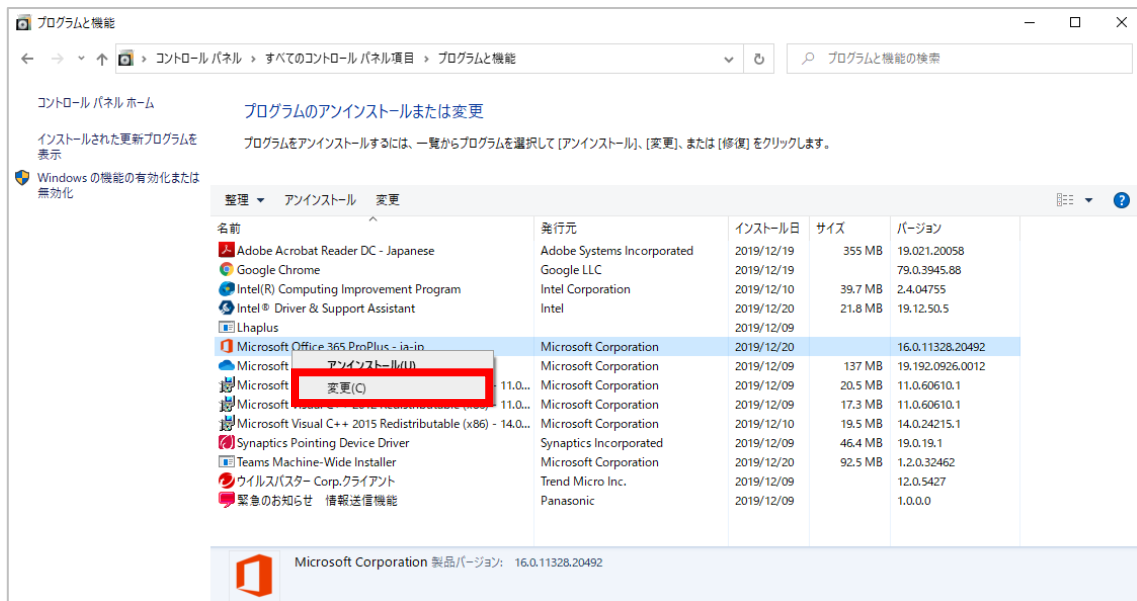 プログラムと機能
コントロール パネル › すべてのコントロール パネル項目 › プログラムと機能
プログラムと機能の検索
コントロール パネル ホーム
インストールされた更新プログラムを
表示
Windows の機能の有効化または
無効化
プログラムのアンインストールまたは変更
プログラムをアンインストールするには、一覧からプログラムを選択して [アンインストール]、[変更]、または [修復] をクリックします。
整理 アンインストール 変更
名前 発行元 インストール日 サイズ バージョン
Adobe Acrobat Reader DC - Japanese Adobe Systems Incorporated 2019/12/19 355 MB 19.021.20058
Google Chrome Google LLC 2019/12/19 79.0.3945.88
Intel(R) Computing Improvement Program Intel Corporation 2019/12/10 39.7 MB 2.4.04755
Intel® Driver & Support Assistant Intel 2019/12/20 21.8 MB 19.12.50.5
Lhaplus 2019/12/09
Microsoft Office 365 ProPlus - ja-jp Microsoft Corporation 2019/12/20 16.0.11328.20492
Microsoft Microsoft Corporation 2019/12/09 137 MB 19.192.0926.0012
アンインストール(U)
Microsoft - 11.0... Microsoft Corporation 2019/12/09 20.5 MB 11.0.60610.1
変更(C)
Microsoft Visual C++ 2012 Redistributable (x86) - 11.0... Microsoft Corporation 2019/12/09 17.3 MB 11.0.60610.1
Microsoft Visual C++ 2015 Redistributable (x86) - 14.0... Microsoft Corporation 2019/12/10 19.5 MB 14.0.24215.1
Synaptics Pointing Device Driver Synaptics Incorporated 2019/12/09 46.4 MB 19.0.19.1
Teams Machine-Wide Installer Microsoft Corporation 2019/12/20 92.5 MB 1.2.0.32462
ウイルスバスター Corp.クライアント Trend Micro Inc. 2019/12/09 12.0.5427
緊急のお知らせ 情報送信機能 Panasonic 2019/12/09 1.0.0.0
Microsoft Corporation 製品バージョン: 16.0.11328.20492